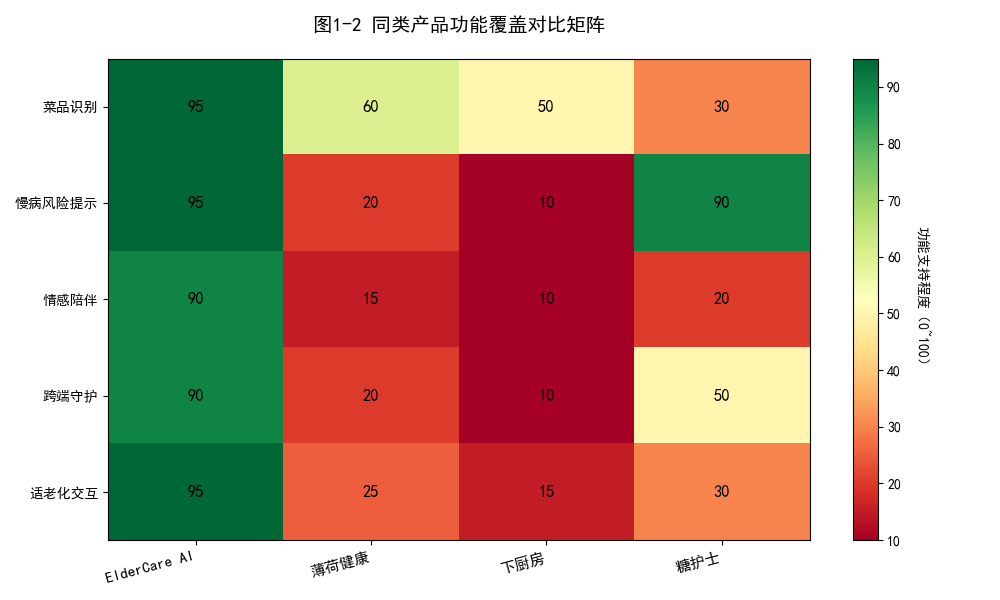 图1-2 同类产品功能覆盖对比矩阵
菜品识别 95 60 50 30
慢病风险提示 95 20 10 90
情感陪伴 90 15 10 20
跨端守护 90 20 10 50
适老化交互 95 25 15 30
ElderCare AI 薄荷健康 下厨房 糖护士
90
80
70
60
50
40
30
20
10
功能支持程度（0~100）